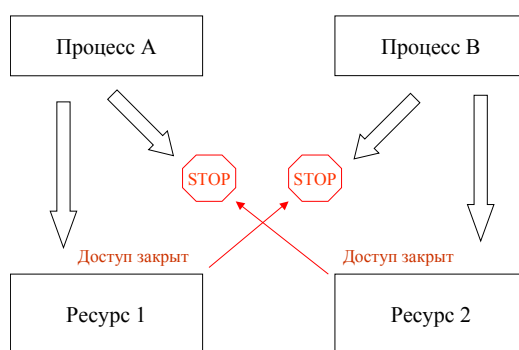 Процесс А
Процесс В
STOP
STOP
Доступ закрыт
Доступ закрыт
Ресурс 1
Ресурс 2